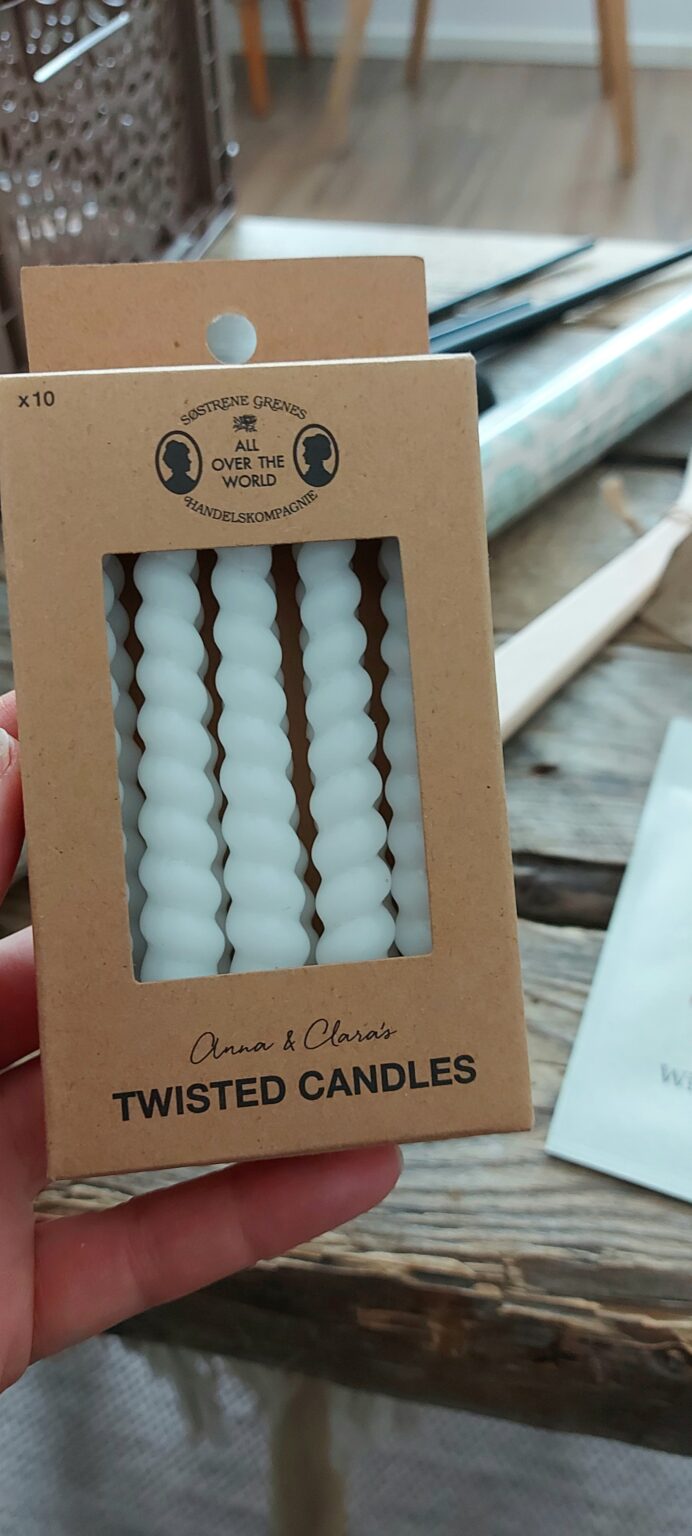 x10
SØSTRENE GRENES
ALL
OVER THE
WORLD
HANDELSKOMPAGNIE
Anna & Clara's
TWISTED CANDLES